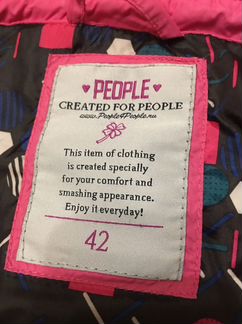 PEOPLE
CREATED FOR PEOPLE
www.People4People.ru
This item of clothing
is created specially
for your comfort and
smashing appearance.
Enjoy it everyday!
42